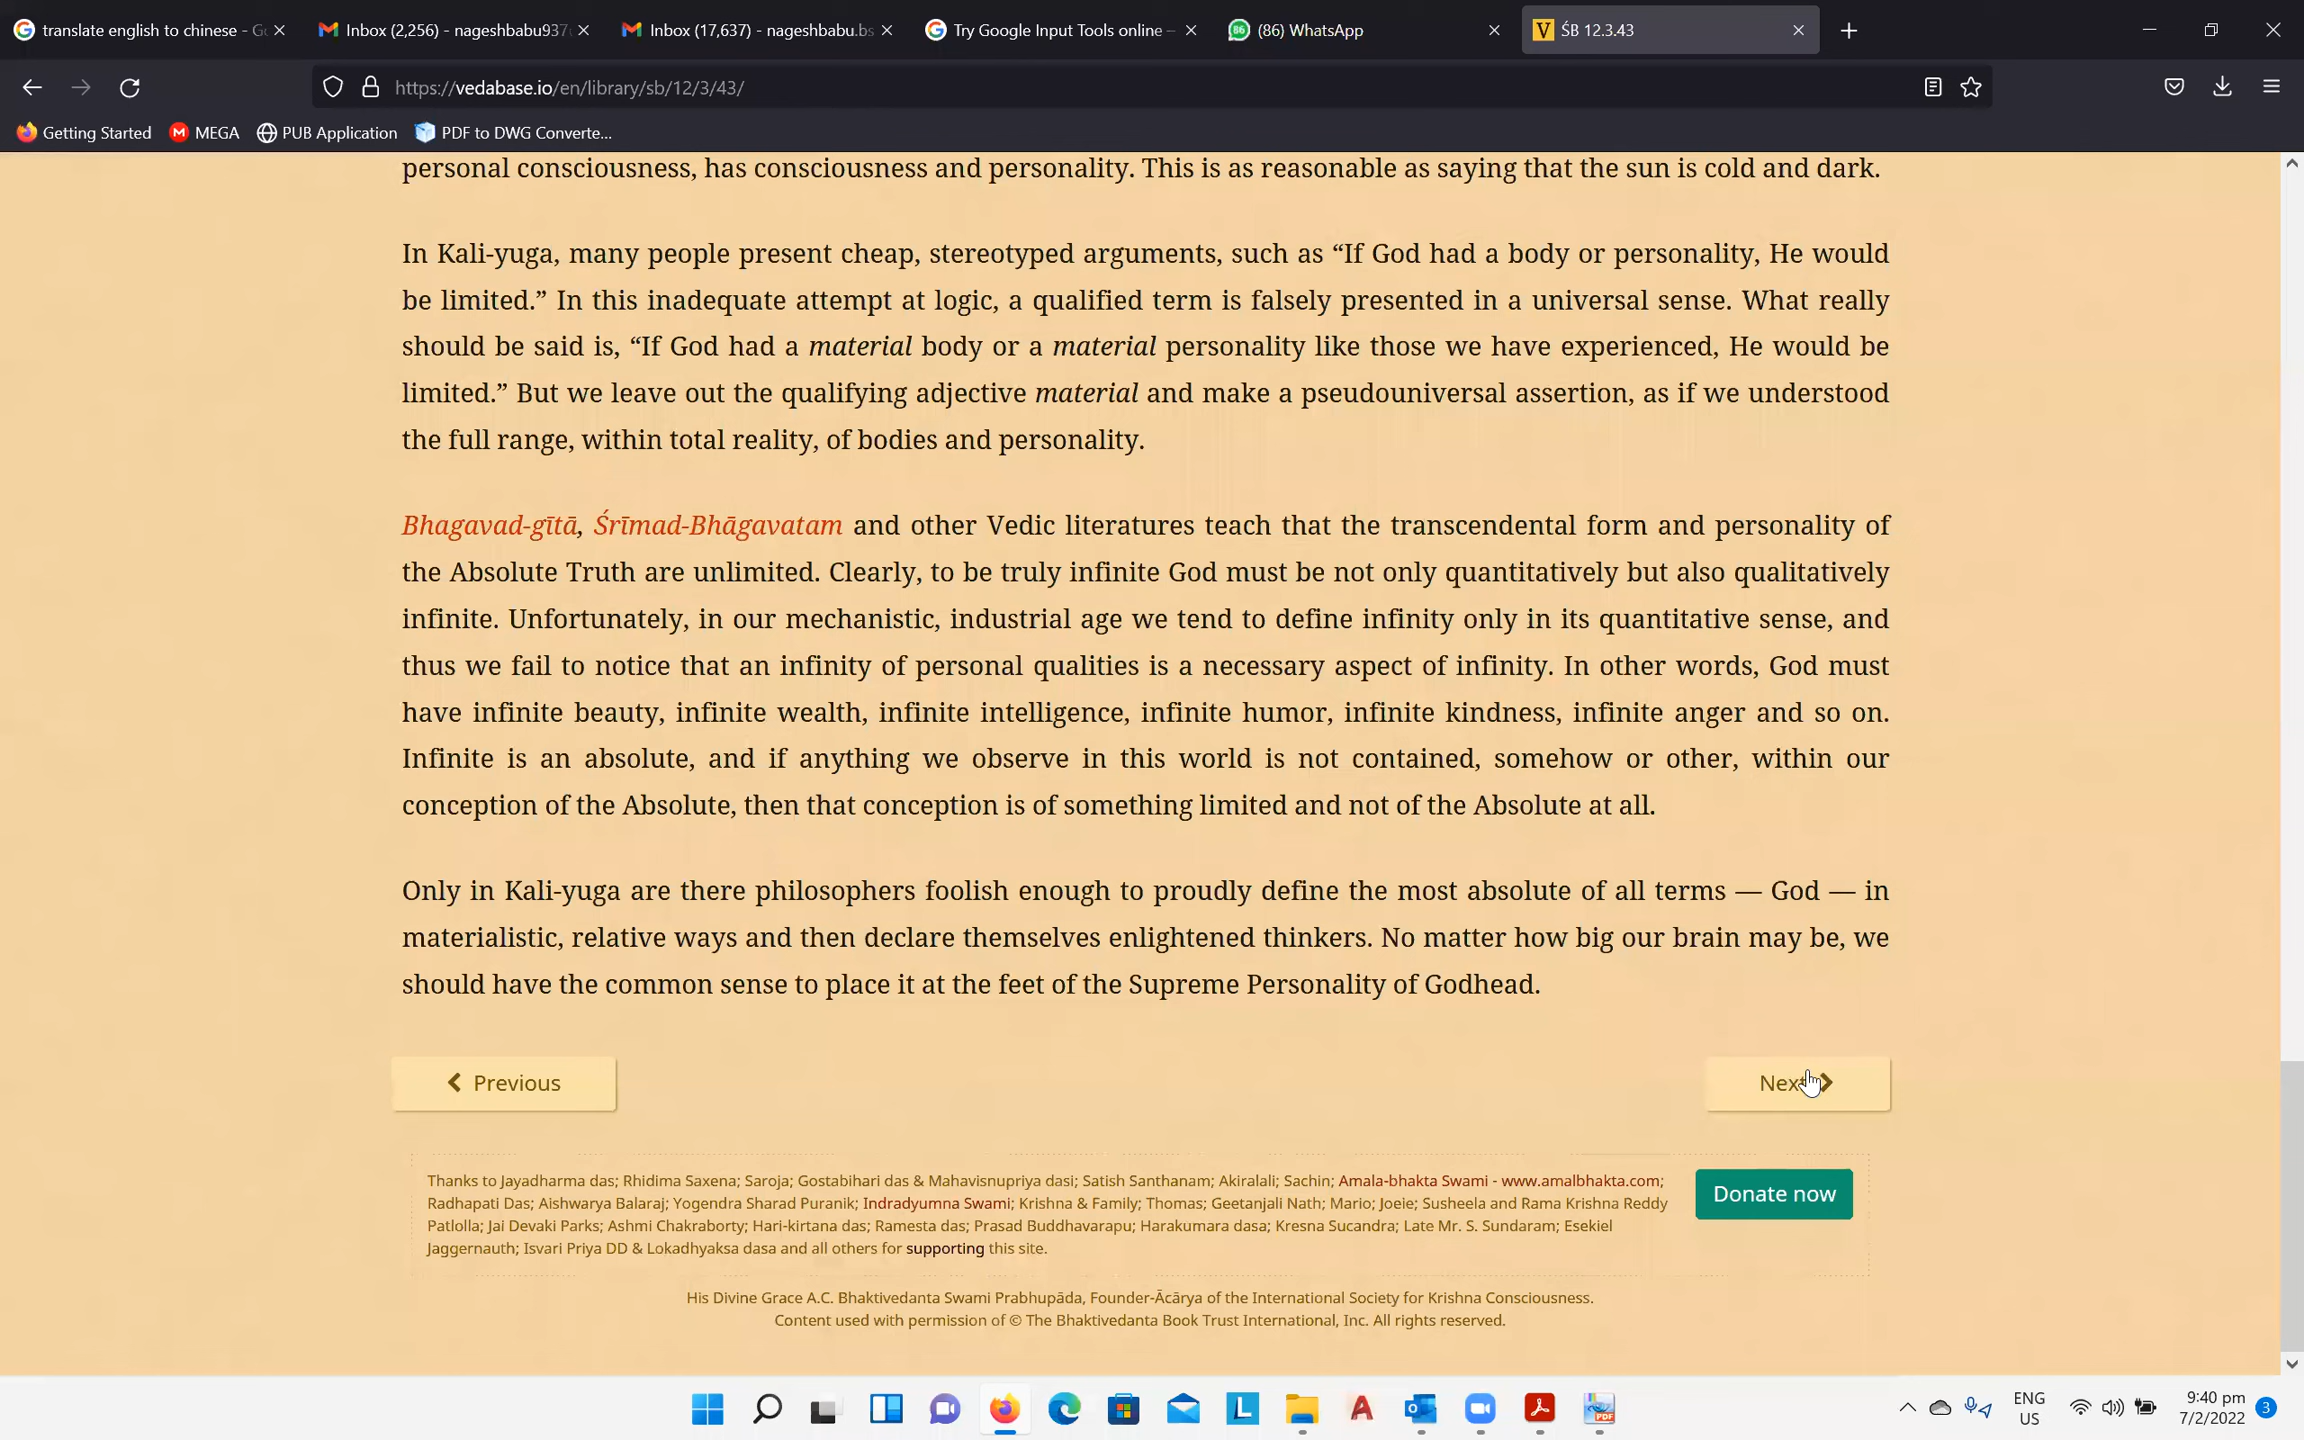 translate english to chinese - Go
Inbox (2,256) - nageshbabu937
Inbox (17,637) - nageshbabu.bs
Try Google Input Tools online –
(86) WhatsApp
ŚB 12.3.43
https://vedabase.io/en/library/sb/12/3/43/
Getting Started
MEGA
PUB Application
PDF to DWG Converte...
personal consciousness, has consciousness and personality. This is as reasonable as saying that the sun is cold and dark.
In Kali-yuga, many people present cheap, stereotyped arguments, such as “If God had a body or personality, He would
be limited.” In this inadequate attempt at logic, a qualified term is falsely presented in a universal sense. What really
should be said is, “If God had a material body or a material personality like those we have experienced, He would be
limited.” But we leave out the qualifying adjective material and make a pseudouniversal assertion, as if we understood
the full range, within total reality, of bodies and personality.
Bhagavad-gītā, Śrīmad-Bhāgavatam and other Vedic literatures teach that the transcendental form and personality of
the Absolute Truth are unlimited. Clearly, to be truly infinite God must be not only quantitatively but also qualitatively
infinite. Unfortunately, in our mechanistic, industrial age we tend to define infinity only in its quantitative sense, and
thus we fail to notice that an infinity of personal qualities is a necessary aspect of infinity. In other words, God must
have infinite beauty, infinite wealth, infinite intelligence, infinite humor, infinite kindness, infinite anger and so on.
Infinite is an absolute, and if anything we observe in this world is not contained, somehow or other, within our
conception of the Absolute, then that conception is of something limited and not of the Absolute at all.
Only in Kali-yuga are there philosophers foolish enough to proudly define the most absolute of all terms — God — in
materialistic, relative ways and then declare themselves enlightened thinkers. No matter how big our brain may be, we
should have the common sense to place it at the feet of the Supreme Personality of Godhead.
Previous
Next
Thanks to Jayadharma das; Rhidima Saxena; Saroja; Gostabihari das & Mahavisnupriya dasi; Satish Santhanam; Akiralali; Sachin; Amala-bhakta Swami - www.amalbhakta.com;
Radhapati Das; Aishwarya Balaraj; Yogendra Sharad Puranik; Indradyumna Swami; Krishna & Family; Thomas; Geetanjali Nath; Mario; Joeie; Susheela and Rama Krishna Reddy
Patlolla; Jai Devaki Parks; Ashmi Chakraborty; Hari-kirtana das; Ramesta das; Prasad Buddhavarapu; Harakumara dasa; Kresna Sucandra; Late Mr. S. Sundaram; Esekiel
Jaggernauth; Isvari Priya DD & Lokadhyaksa dasa and all others for supporting this site.
Donate now
His Divine Grace A.C. Bhaktivedanta Swami Prabhupāda, Founder-Ācārya of the International Society for Krishna Consciousness.
Content used with permission of © The Bhaktivedanta Book Trust International, Inc. All rights reserved.
ENG
US
9:40 pm
7/2/2022
3